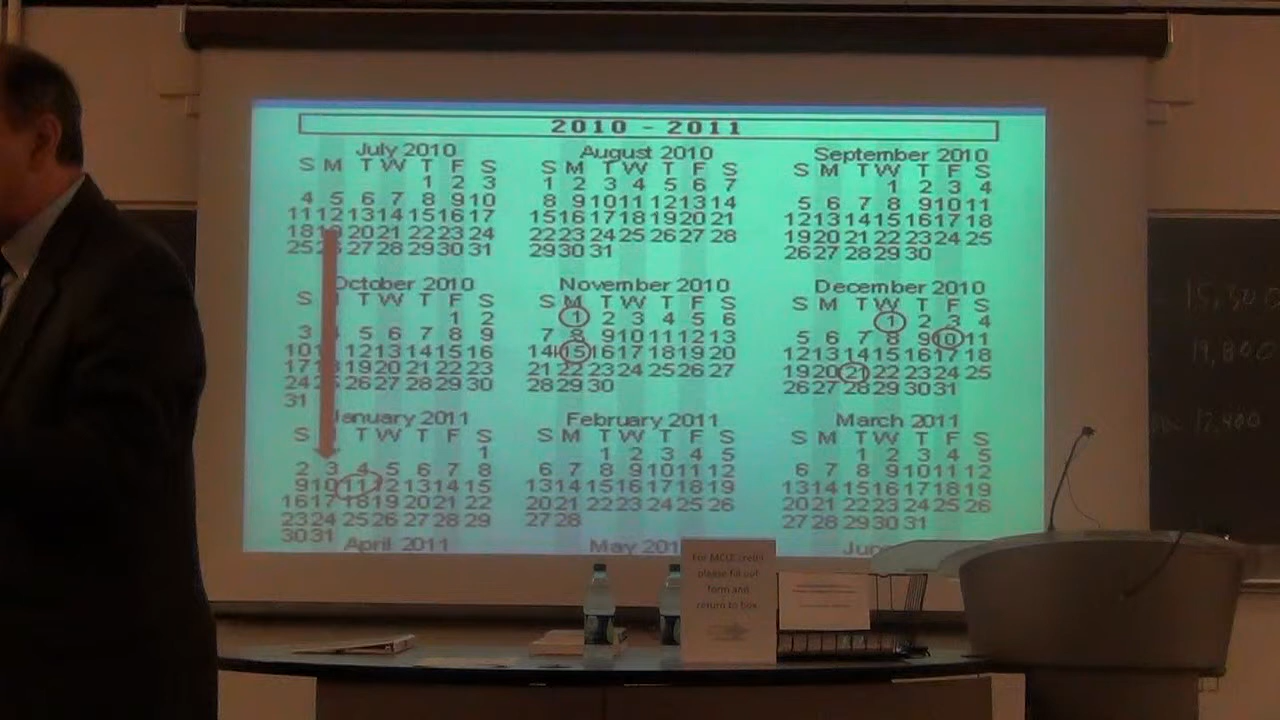 2010 - 2011
July 2010
S M T W T F S
1 2 3
4 5 6 7 8 9 10
11 12 13 14 15 16 17
18 20 21 22 23 24
25 27 28 29 30 31
August 2010
S M T W T F S
1 2 3 4 5 6 7
8 9 10 11 12 13 14
15 16 17 18 19 20 21
22 23 24 25 26 27 28
29 30 31
September 2010
S M T W T F S
1 2 3 4
5 6 7 8 9 10 11
12 13 14 15 16 17 18
19 20 21 22 23 24 25
26 27 28 29 30
October 2010
S T W T F S
1 2
3 5 6 7 8 9
10 12 13 14 15 16
17 19 20 21 22 23
24 26 27 28 29 30
31
November 2010
S M T W T F S
1 2 3 4 5 6
7 8 9 10 11 12 13
14 15 16 17 18 19 20
21 22 23 24 25 26 27
28 29 30
December 2010
S M T W T F S
1 2 3 4
5 6 7 8 9 10 11
12 13 14 15 16 17 18
19 20 21 22 23 24 25
26 27 28 29 30 31
January 2011
S T W T F S
1
2 3 4 5 6 7 8
9 10 11 12 13 14 15
16 17 18 19 20 21 22
23 24 25 26 27 28 29
30 31
February 2011
S M T W T F S
1 2 3 4 5
6 7 8 9 10 11 12
13 14 15 16 17 18 19
20 21 22 23 24 25 26
27 28
March 2011
S M T W T F S
1 2 3 4 5
6 7 8 9 10 11 12
13 14 15 16 17 18 19
20 21 22 23 24 25 26
27 28 29 30 31
April 2011
May 201
Ju
For MCLE credit
please fill out
form and
return to box
15,300
19,800
12,400